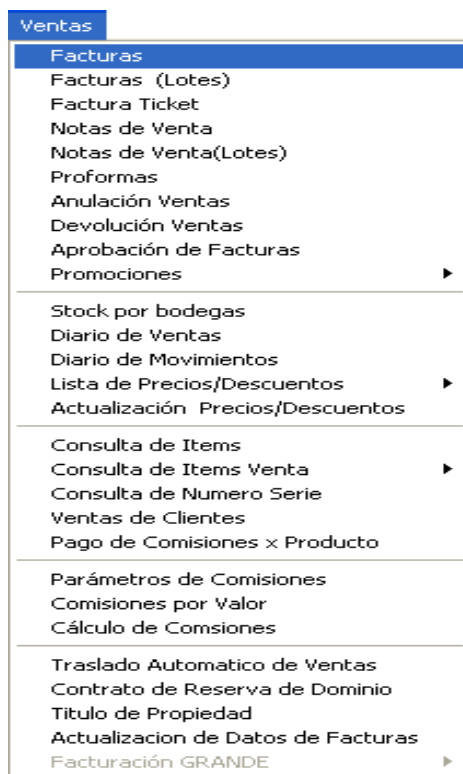 Ventas
Facturas
Facturas (Lotes)
Factura Ticket
Notas de Venta
Notas de Venta(Lotes)
Proformas
Anulación Ventas
Devolución Ventas
Aprobación de Facturas
Promociones
Stock por bodegas
Diario de Ventas
Diario de Movimientos
Lista de Precios/Descuentos
Actualización Precios/Descuentos
Consulta de Items
Consulta de Items Venta
Consulta de Numero Serie
Ventas de Clientes
Pago de Comisiones x Producto
Parámetros de Comisiones
Comisiones por Valor
Cálculo de Comsiones
Traslado Automatico de Ventas
Contrato de Reserva de Dominio
Titulo de Propiedad
Actualizacion de Datos de Facturas
Facturación GRANDE